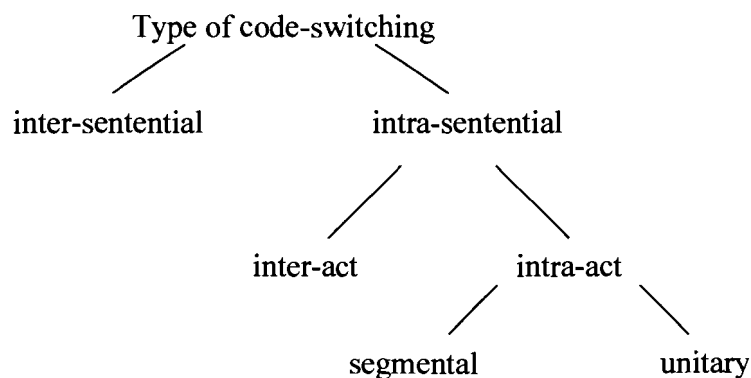 Type of code-switching
inter-sentential intra-sentential
inter-act intra-act
segmental unitary